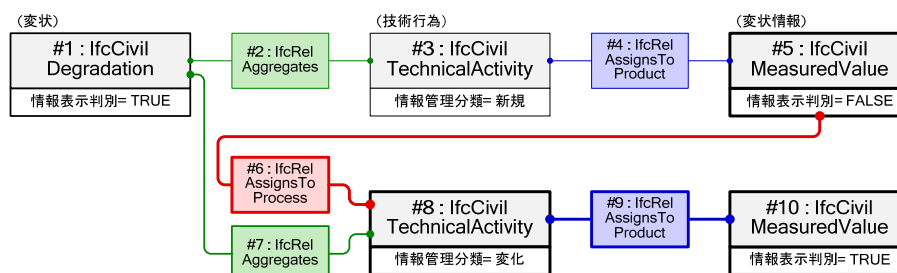 (変状)
(技術行為)
(変状情報)
#1 : IfcCivil
Degradation
情報表示判別= TRUE
#2 : IfcRel
Aggregates
#3 : IfcCivil
TechnicalActivity
情報管理分類= 新規
#4 : IfcRel
AssignsTo
Product
#5 : IfcCivil
MeasuredValue
情報表示判別= FALSE
#6 : IfcRel
AssignsTo
Process
#7 : IfcRel
Aggregates
#8 : IfcCivil
TechnicalActivity
情報管理分類= 変化
#9 : IfcRel
AssignsTo
Product
#10 : IfcCivil
MeasuredValue
情報表示判別= TRUE